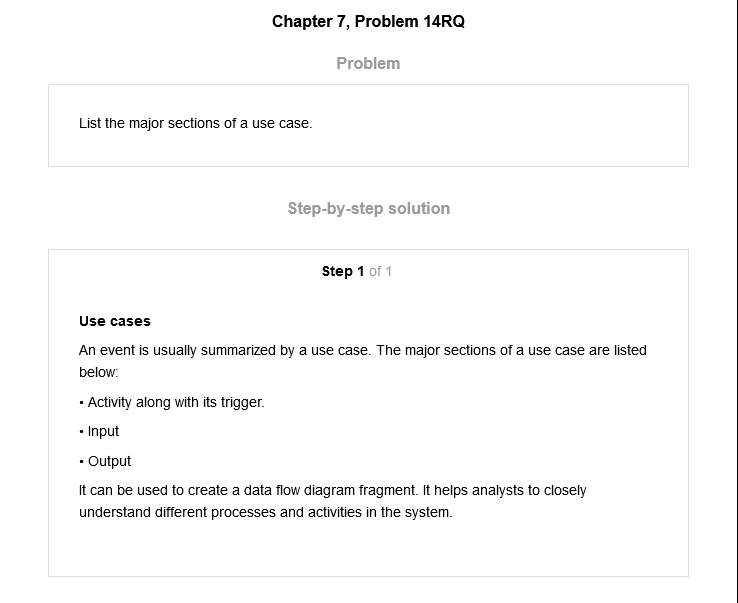 Chapter 7, Problem 14RQ
Problem
List the major sections of a use case.
Step-by-step solution
Step 1 of 1
Use cases
An event is usually summarized by a use case. The major sections of a use case are listed
below:
• Activity along with its trigger.
• Input
• Output
It can be used to create a data flow diagram fragment. It helps analysts to closely
understand different processes and activities in the system.